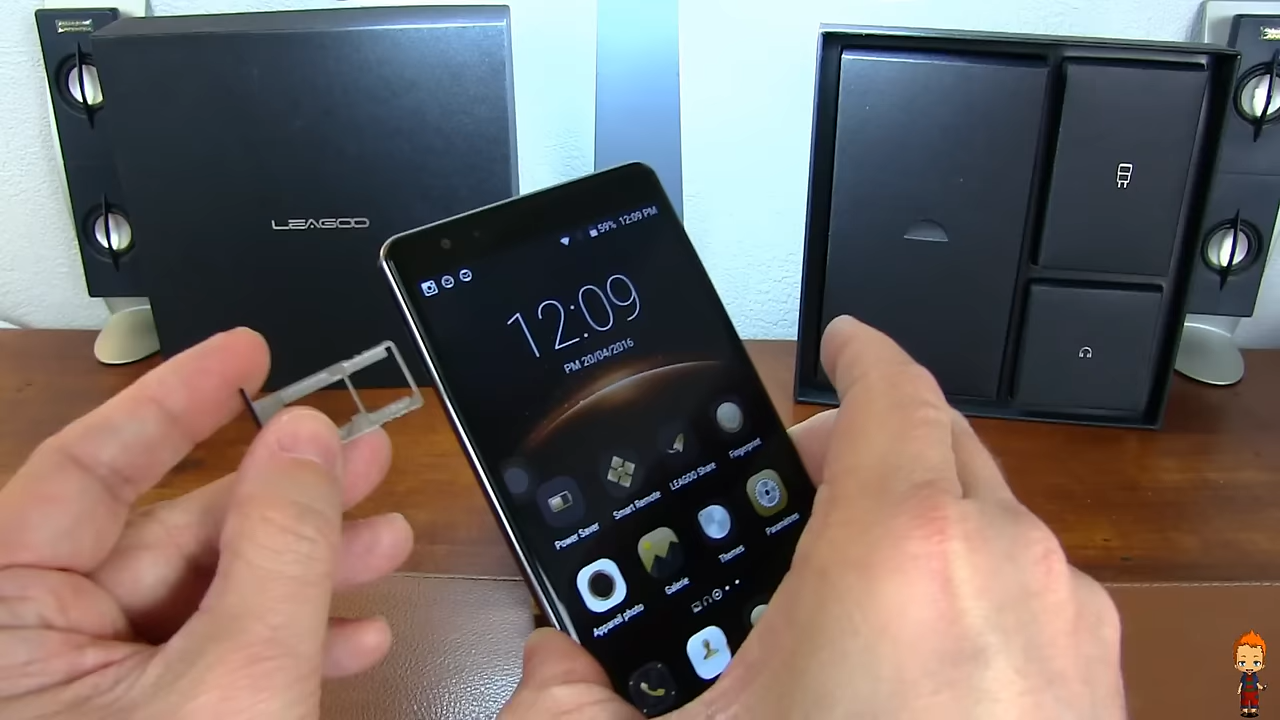 LEAGOO
59% 12:09 PM
12:09
PM 20/04/2016
Power Saver
Smart Remote
LEAGOO Share
Fingerprint
Appareil photo
Galerie
Themes
Paramètres